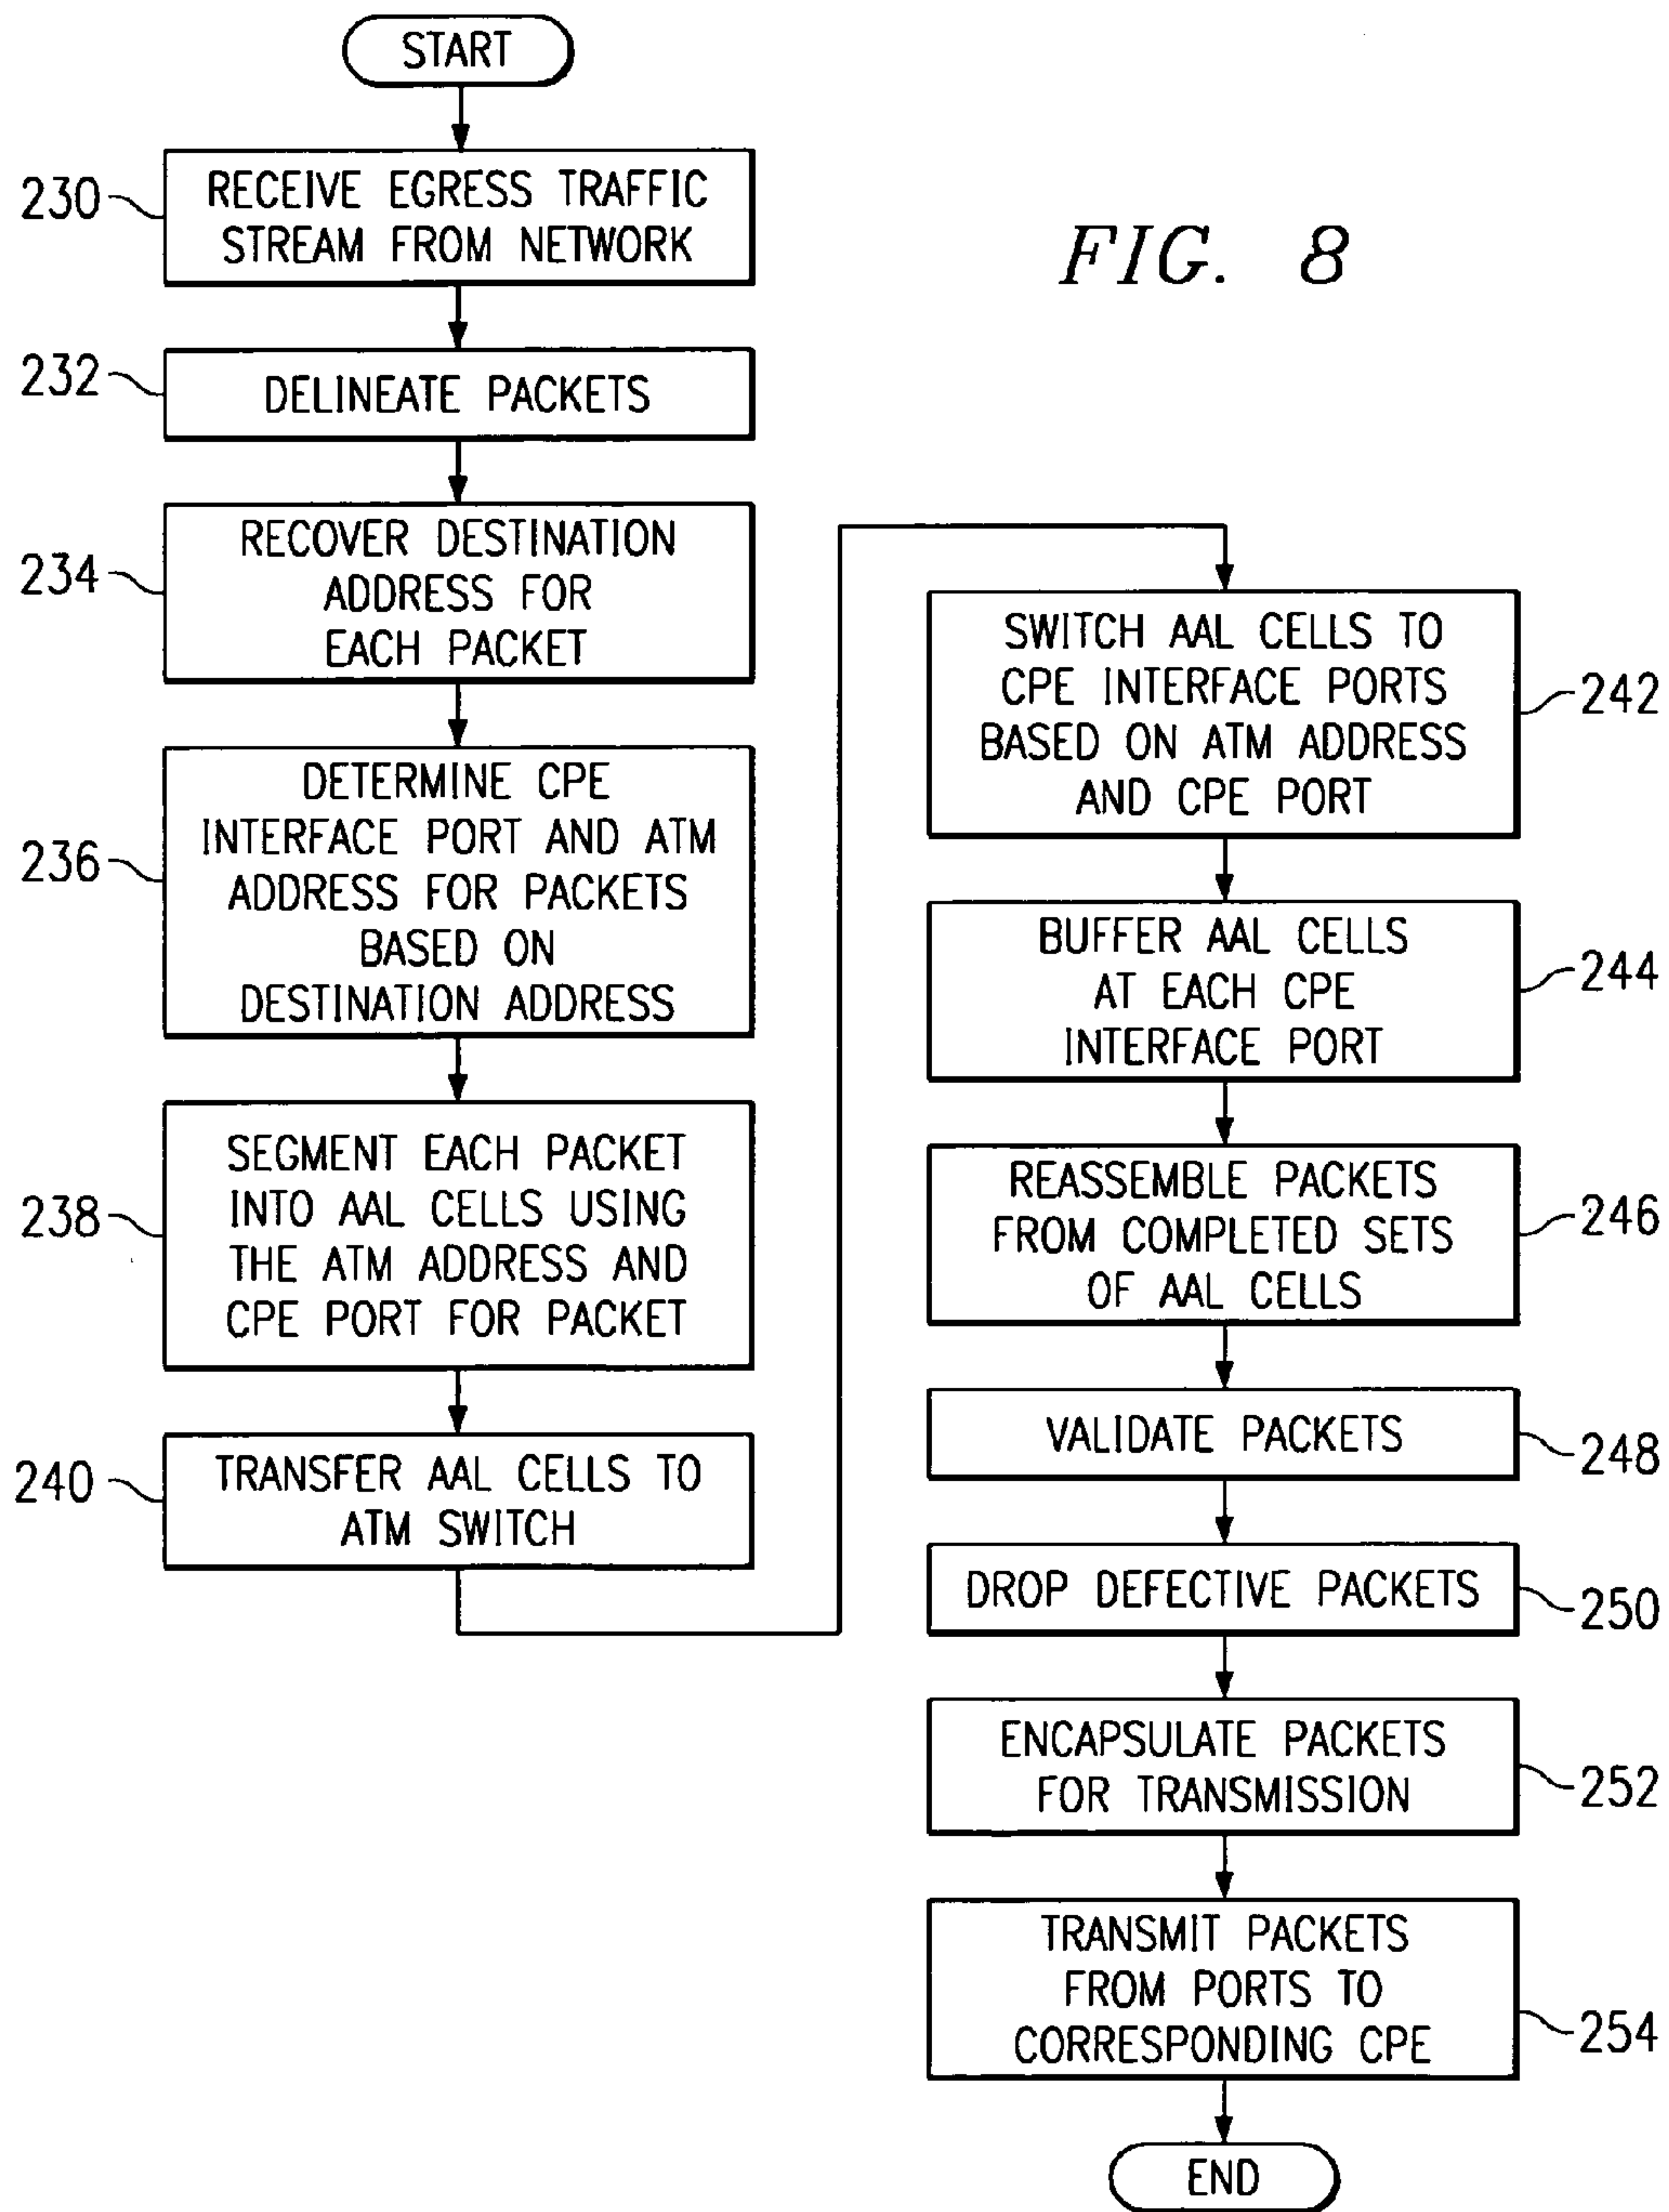 START
230
RECEIVE EGRESS TRAFFIC
STREAM FROM NETWORK
FIG. 8
232
DELINEATE PACKETS
234
RECOVER DESTINATION
ADDRESS FOR
EACH PACKET
236
DETERMINE CPE
INTERFACE PORT AND ATM
ADDRESS FOR PACKETS
BASED ON
DESTINATION ADDRESS
238
SEGMENT EACH PACKET
INTO AAL CELLS USING
THE ATM ADDRESS AND
CPE PORT FOR PACKET
240
TRANSFER AAL CELLS TO
ATM SWITCH
SWITCH AAL CELLS TO
CPE INTERFACE PORTS
BASED ON ATM ADDRESS
AND CPE PORT
242
BUFFER AAL CELLS
AT EACH CPE
INTERFACE PORT
244
REASSEMBLE PACKETS
FROM COMPLETED SETS
OF AAL CELLS
246
VALIDATE PACKETS
248
DROP DEFECTIVE PACKETS
250
ENCAPSULATE PACKETS
FOR TRANSMISSION
252
TRANSMIT PACKETS
FROM PORTS TO
CORRESPONDING CPE
254
END